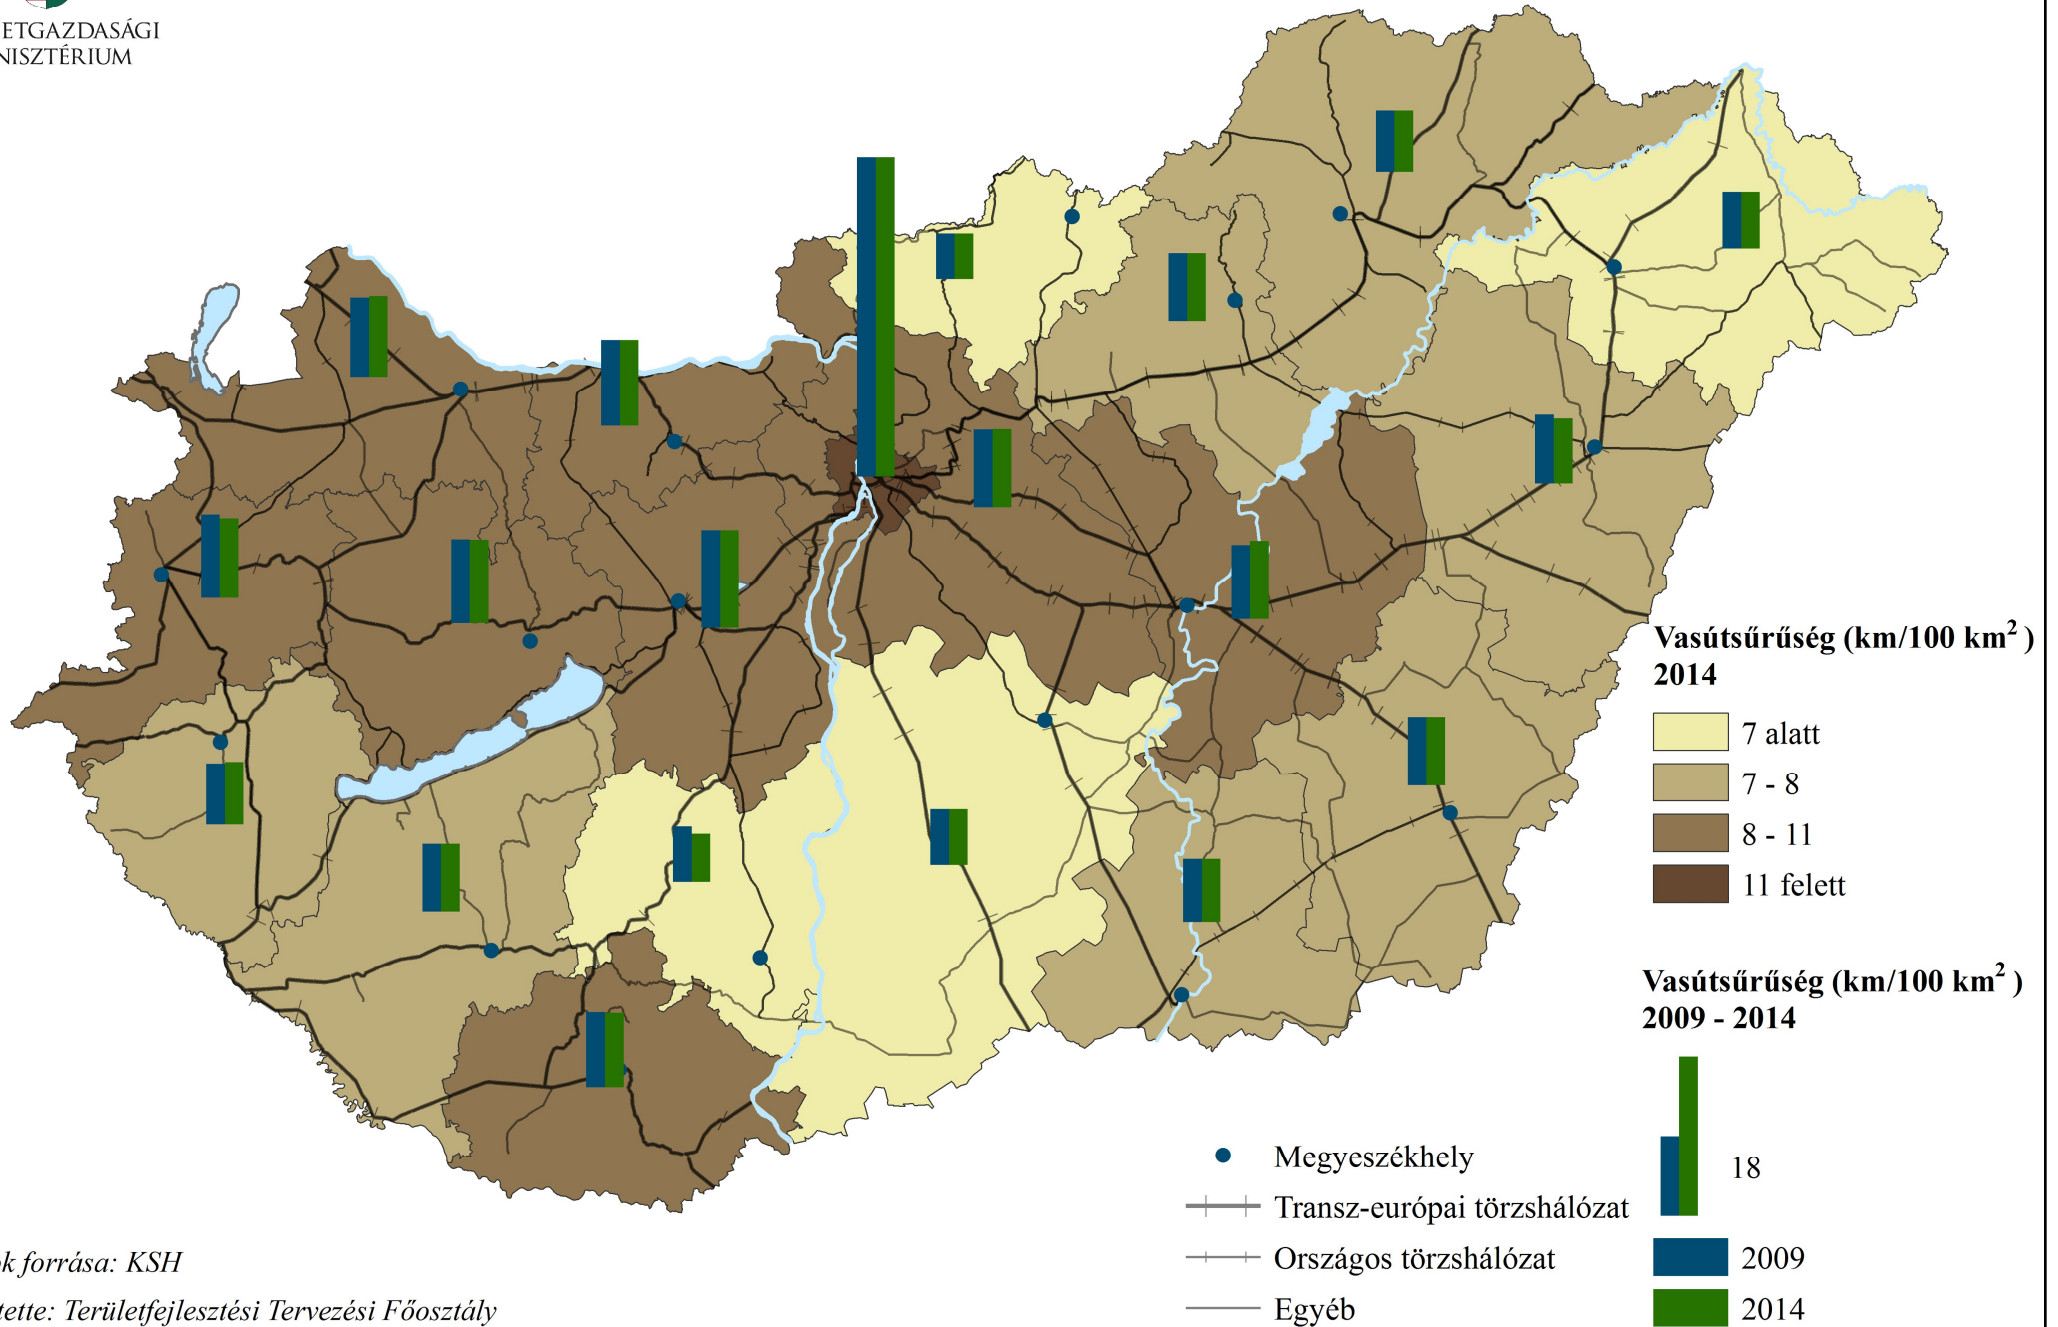 ETGAZDASÁGI
NISZTÉRIUM
Vasútsűrűség (km/100 km² )
2014
7 alatt
7 - 8
8 - 11
11 felett
Vasútsűrűség (km/100 km² )
2009 - 2014
18
2009
2014
Megyeszékhely
Transz-európai törzshálózat
Országos törzshálózat
Egyéb
k forrása: KSH
tette: Területfejlesztési Tervezési Főosztály